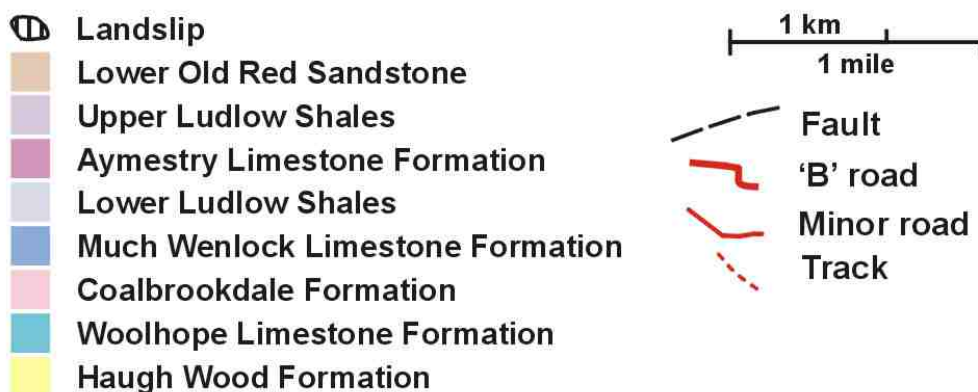 Landslip
Lower Old Red Sandstone
Upper Ludlow Shales
Aymestry Limestone Formation
Lower Ludlow Shales
Much Wenlock Limestone Formation
Coalbrookdale Formation
Woolhope Limestone Formation
Haugh Wood Formation
1 km
1 mile
Fault
‘B’ road
Minor road
Track